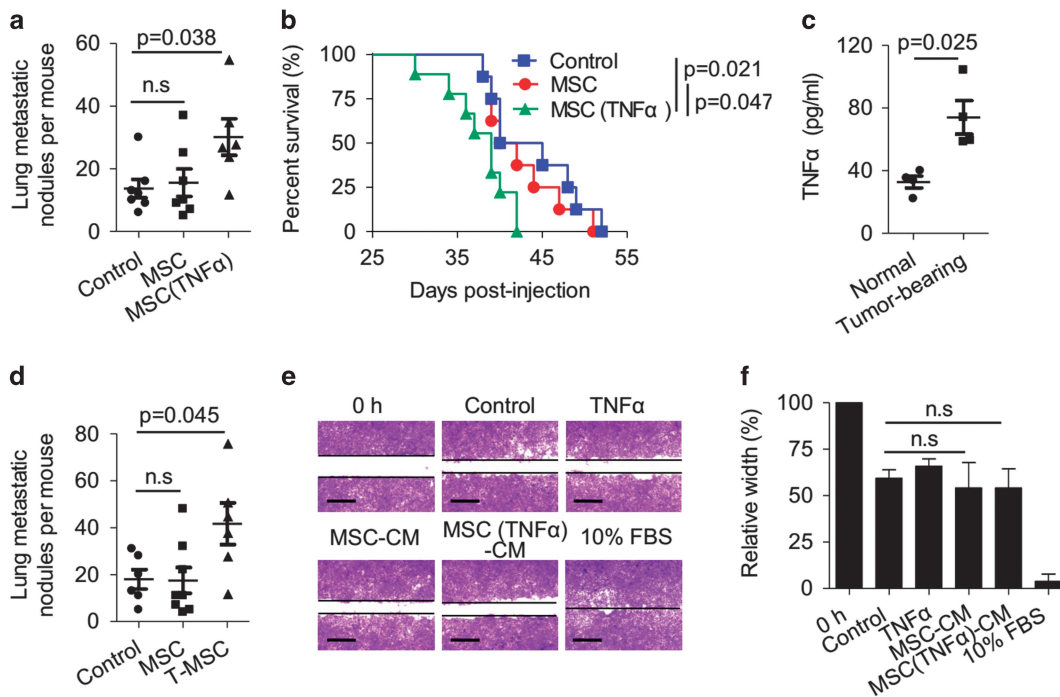 a
p=0.038
n.s
Lung metastatic
nodules per mouse
60
40
20
0
Control
MSC
MSC(TNFα)
b
Percent survival (%)
100
75
50
25
0
25
35
45
55
Days post-injection
Control
MSC
MSC (TNFα )
p=0.021
p=0.047
c
TNFα (pg/ml)
120
80
40
0
p=0.025
Normal
Tumor-bearing
d
p=0.045
n.s
Lung metastatic
nodules per mouse
80
60
40
20
0
Control
MSC
T-MSC
e
0 h
Control
TNFα
MSC-CM
MSC (TNFα)
-CM
10% FBS
f
Relative width (%)
100
75
50
25
0
n.s
n.s
0 h
Control
TNFα
MSC-CM
MSC(TNFα)-CM
10% FBS